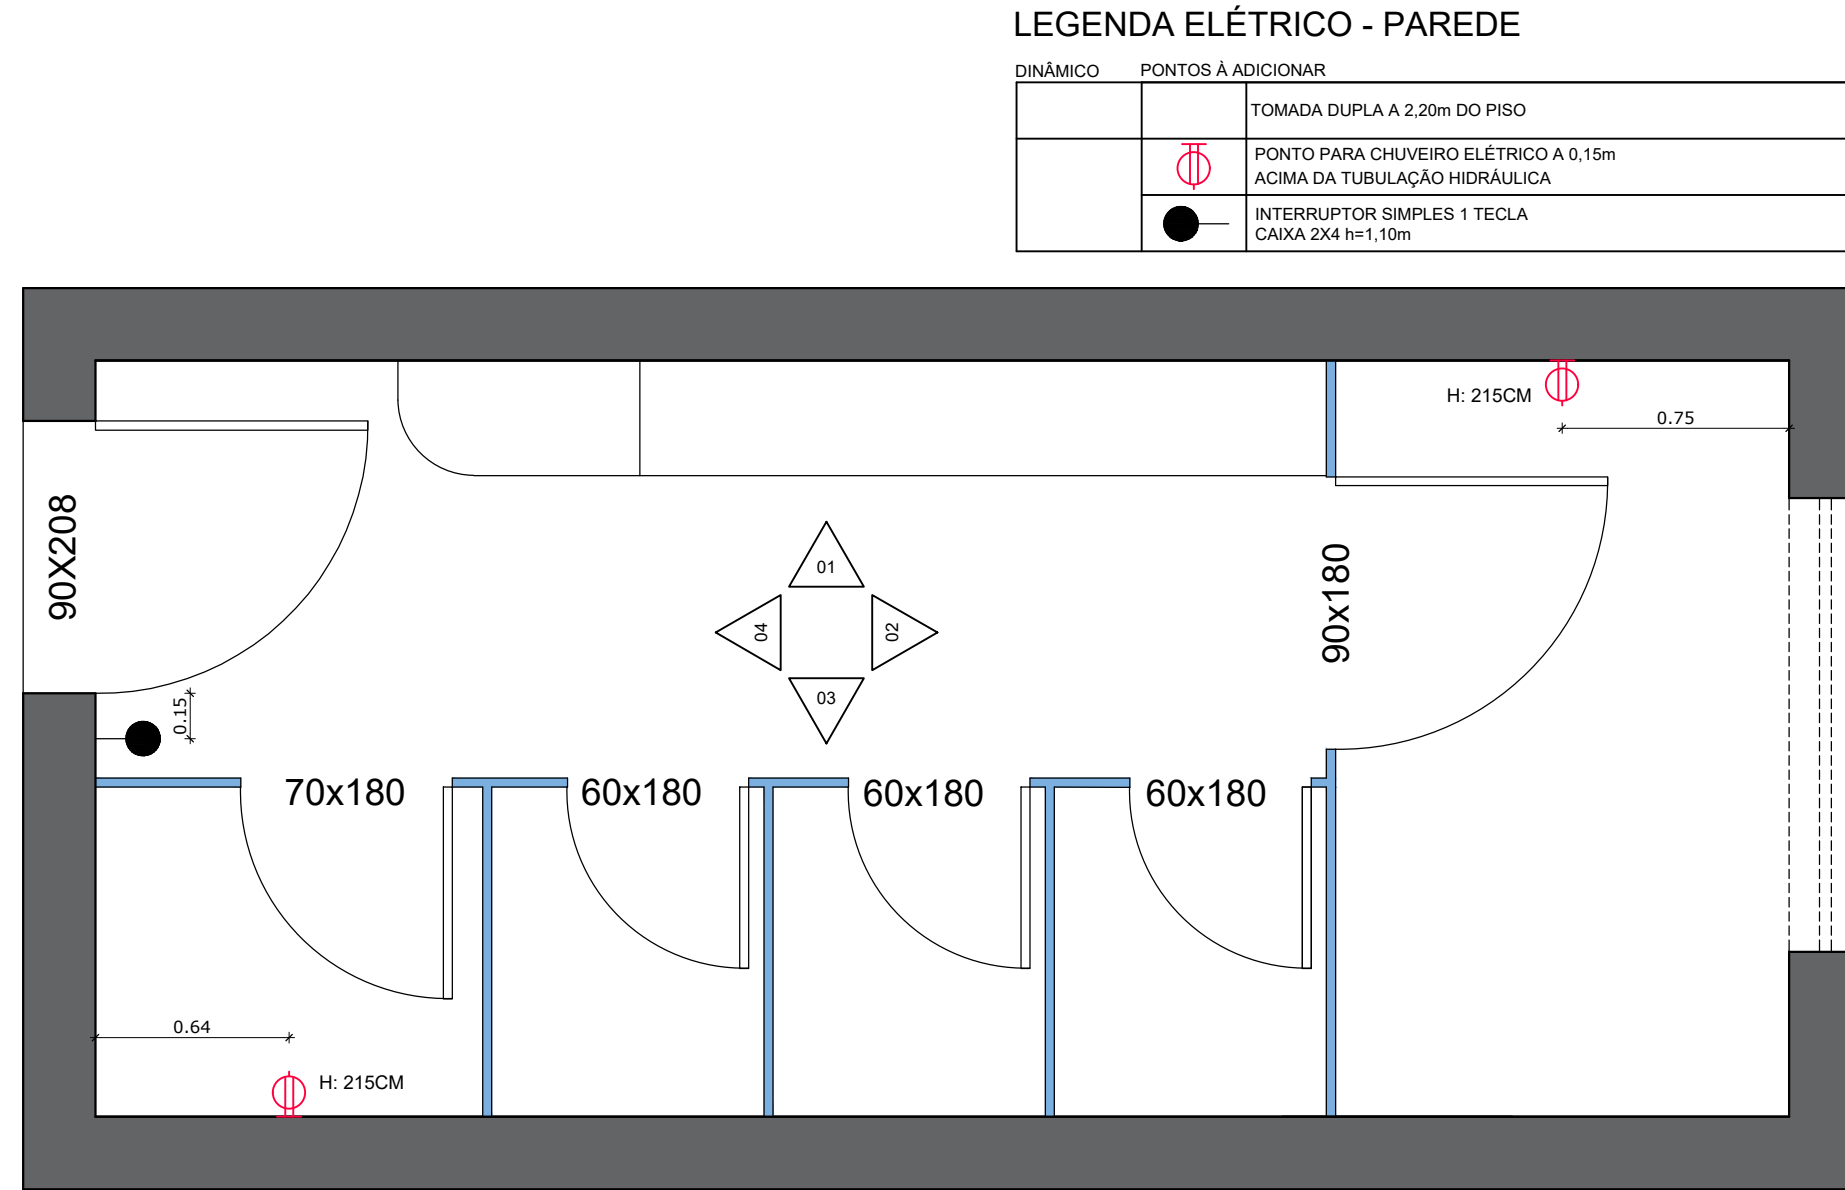 LEGENDA ELÉTRICO - PAREDE
DINÂMICO
PONTOS À ADICIONAR
TOMADA DUPLA A 2,20m DO PISO
PONTO PARA CHUVEIRO ELÉTRICO A 0,15m
ACIMA DA TUBULAÇÃO HIDRÁULICA
INTERRUPTOR SIMPLES 1 TECLA
CAIXA 2X4 h=1,10m
H: 215CM
0.75
90X208
01
04
02
03
90x180
0.15
70x180
60x180
60x180
60x180
0.64
H: 215CM